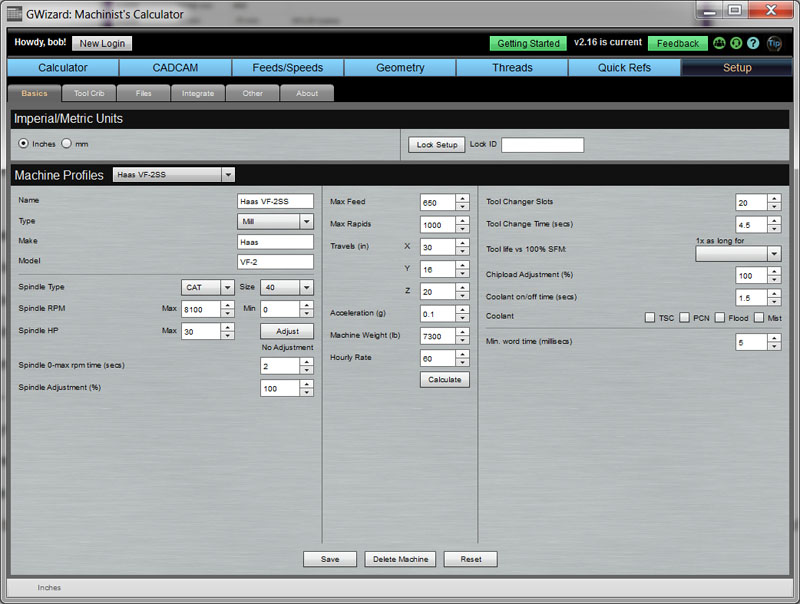 GWizard: Machinist's Calculator
Howdy, bob! New Login Getting Started v2.16 is current Feedback ? Tip
Calculator CADCAM Feeds/Speeds Geometry Threads Quick Refs Setup
Basics Tool Crib Files Integrate Other About
Imperial/Metric Units
Inches mm Lock Setup Lock ID
Machine Profiles Haas VF-2SS
Name Haas VF-2SS
Type Mill
Make Haas
Model VF-2
Spindle Type CAT Size 40
Spindle RPM Max 8100 Min 0
Spindle HP Max 30 Adjust
No Adjustment
Spindle 0-max rpm time (secs) 2
Spindle Adjustment (%) 100
Max Feed 650
Max Rapids 1000
Travels (in) X 30
Y 16
Z 20
Acceleration (g) 0.1
Machine Weight (lb) 7300
Hourly Rate 60
Calculate
Tool Changer Slots 20
Tool Change Time (secs) 4.5
1x as long for
Tool life vs 100% SFM:
Chipload Adjustment (%) 100
Coolant on/off time (secs) 1.5
Coolant TSC PCN Flood Mist
Min. word time (millisecs) 5
Save Delete Machine Reset
Inches